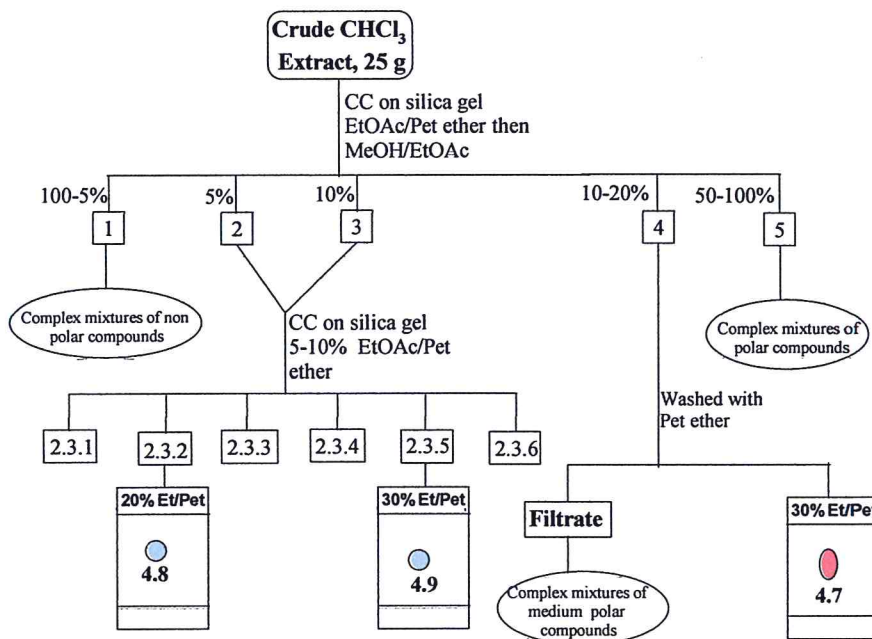 Crude CHCl₃
Extract, 25 g
CC on silica gel
EtOAc/Pet ether then
MeOH/EtOAc
100-5%
5%
10%
10-20%
50-100%
1
2
3
4
5
Complex mixtures of non
polar compounds
CC on silica gel
5-10% EtOAc/Pet
ether
Complex mixtures of
polar compounds
Washed with
Pet ether
2.3.1
2.3.2
2.3.3
2.3.4
2.3.5
2.3.6
20% Et/Pet
4.8
30% Et/Pet
4.9
Filtrate
Complex mixtures of
medium polar
compounds
30% Et/Pet
4.7